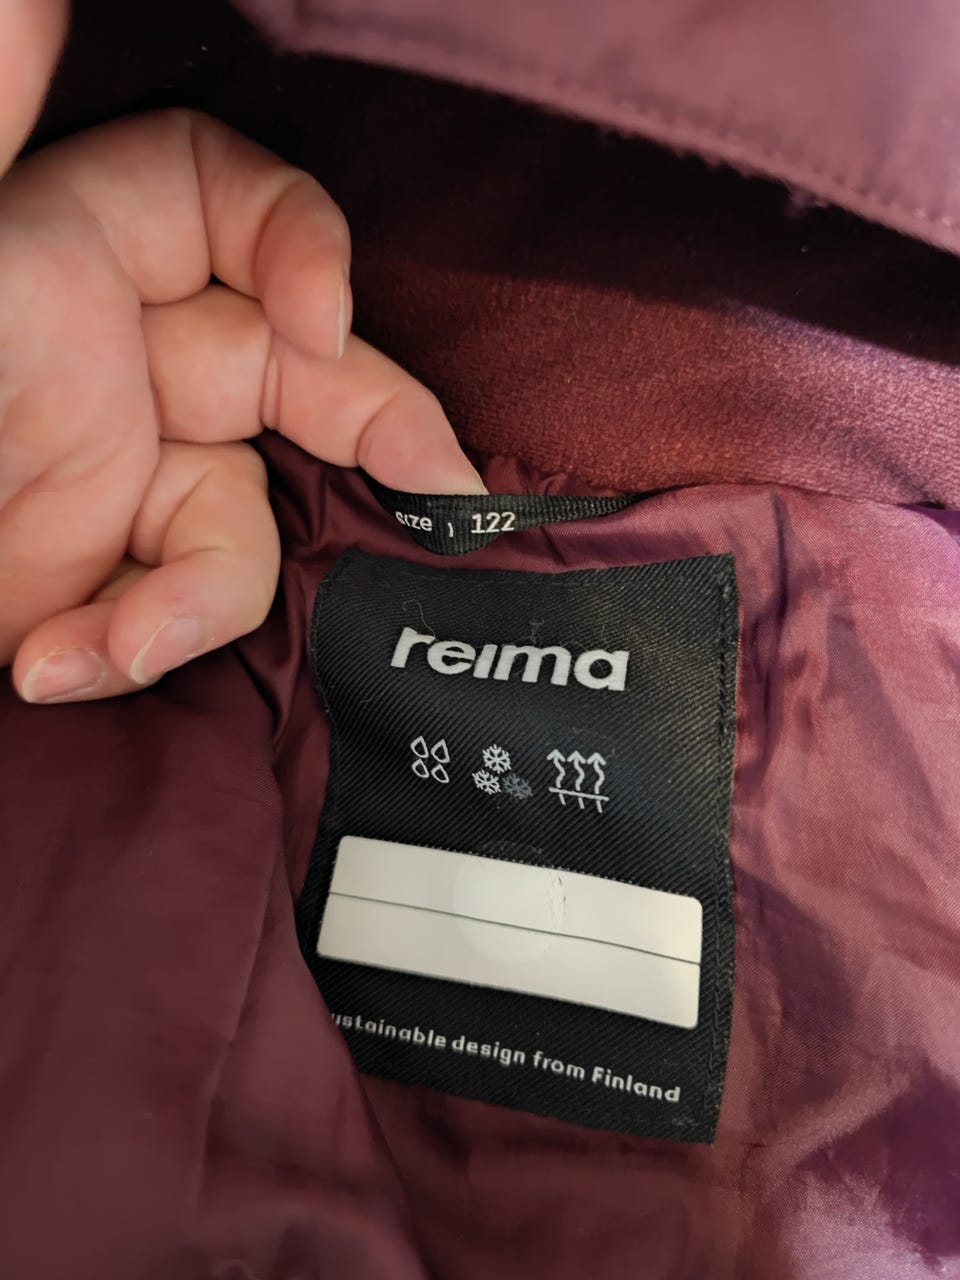 size 122
reima
ustainable design from Finland